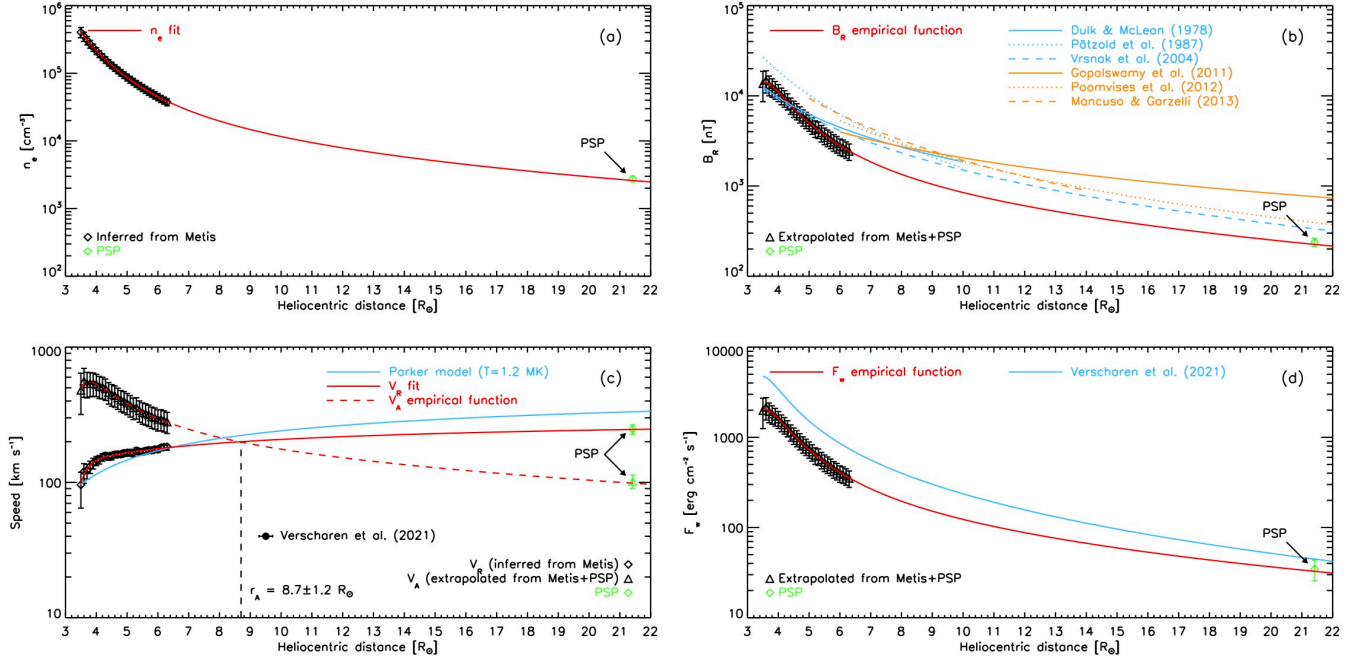 10⁶
10⁵
10⁴
10³
10²
nₑ [cm⁻³]
nₑ fit
(a)
PSP
Inferred from Metis
PSP
3 4 5 6 7 8 9 10 11 12 13 14 15 16 17 18 19 20 21 22
Heliocentric distance [R☉]
10⁵
10⁴
10³
10²
B_R [nT]
B_R empirical function
Dulk & McLean (1978)
Pätzold et al. (1987)
Vrsnak et al. (2004)
Gopalswamy et al. (2011)
Poomvises et al. (2012)
Mancuso & Garzelli (2013)
(b)
PSP
Extrapolated from Metis+PSP
PSP
3 4 5 6 7 8 9 10 11 12 13 14 15 16 17 18 19 20 21 22
Heliocentric distance [R☉]
1000
100
10
Speed [km s⁻¹]
Parker model (T=1.2 MK)
V_R fit
V_A empirical function
(c)
PSP
Verscharen et al. (2021)
V_R (inferred from Metis)
V_A (extrapolated from Metis+PSP)
PSP
r_A = 8.7±1.2 R☉
3 4 5 6 7 8 9 10 11 12 13 14 15 16 17 18 19 20 21 22
Heliocentric distance [R☉]
10000
1000
100
10
F_w [erg cm⁻² s⁻¹]
F_w empirical function
Verscharen et al. (2021)
(d)
PSP
Extrapolated from Metis+PSP
PSP
3 4 5 6 7 8 9 10 11 12 13 14 15 16 17 18 19 20 21 22
Heliocentric distance [R☉]